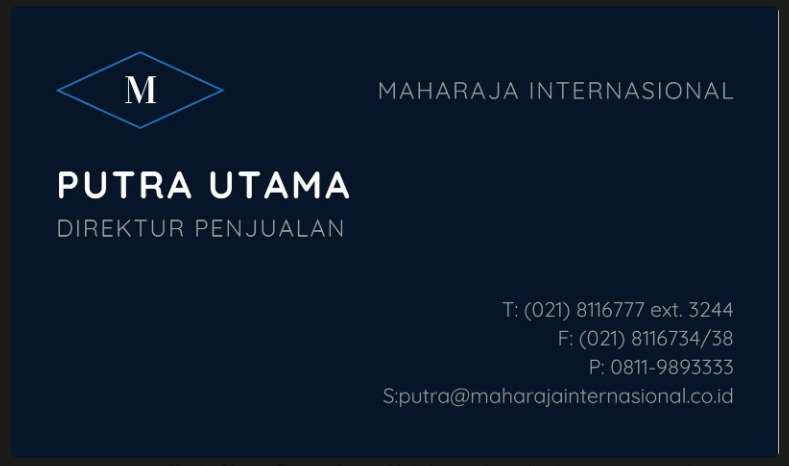 M
MAHARAJA INTERNASIONAL
PUTRA UTAMA
DIREKTUR PENJUALAN
T: (021) 8116777 ext. 3244
F: (021) 8116734/38
P: 0811-9893333
S:putra@maharajainternasional.co.id